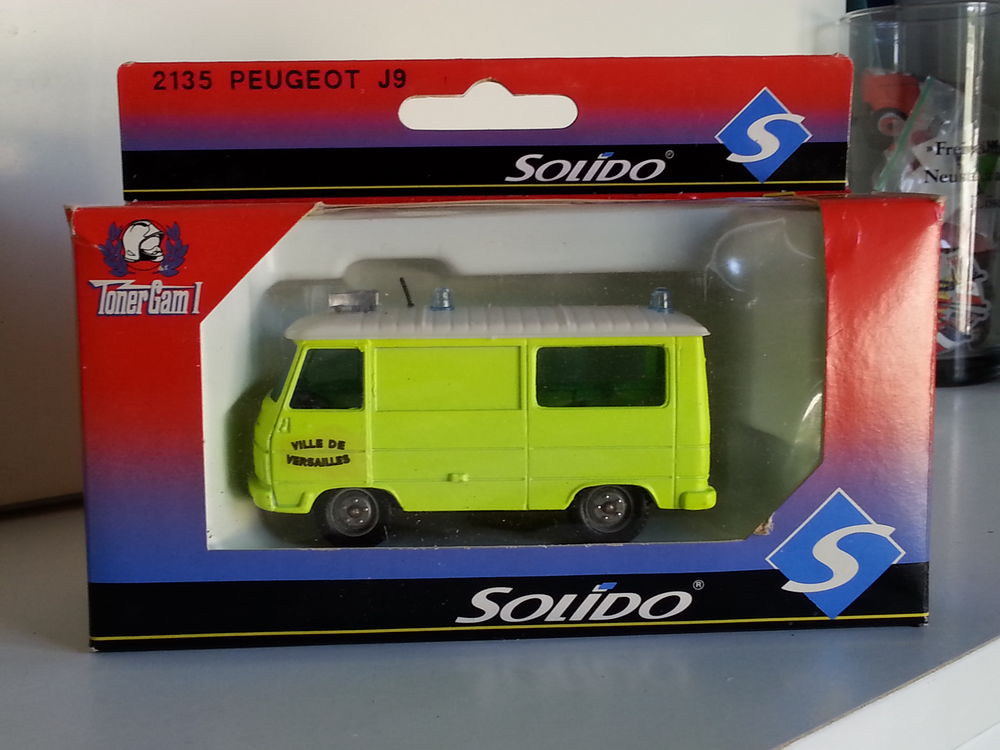 2135 PEUGEOT J9
SOLIDO®
S
TonerGam I
VILLE DE
VERSAILLES
S
SOLIDO®